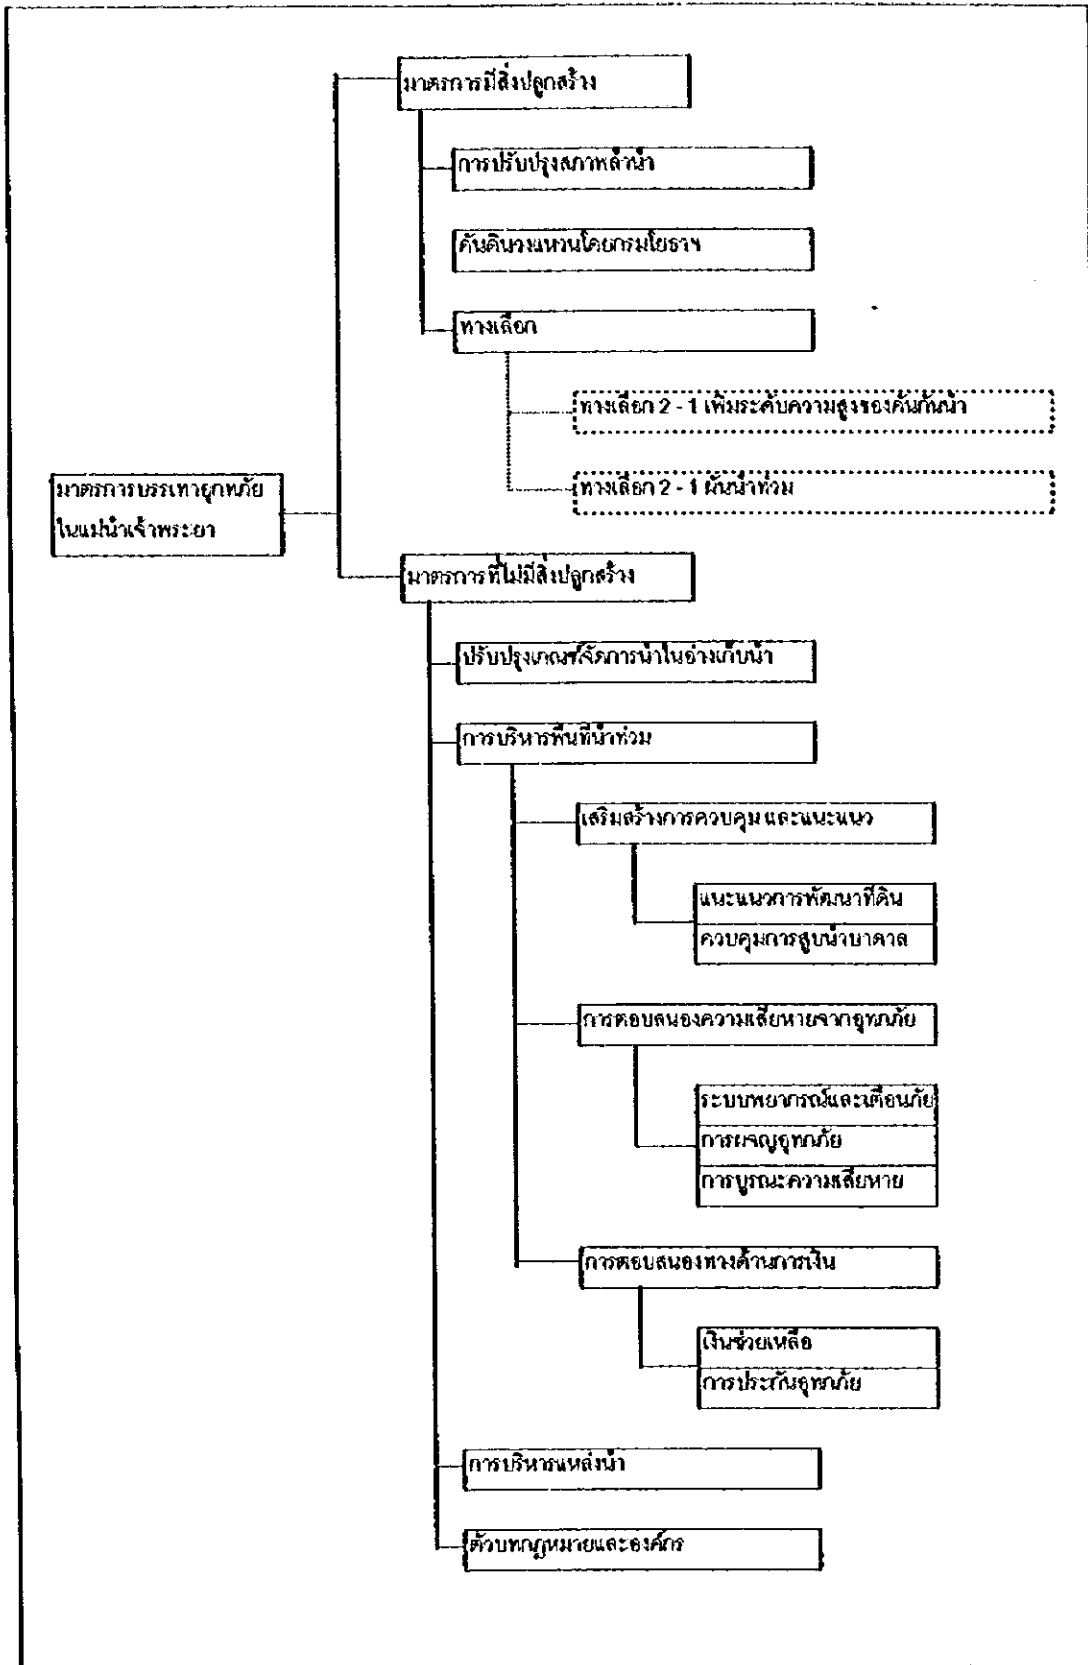 มาตรการมีสิ่งปลูกสร้าง
การปรับปรุงสภาพลำน้ำ
คันดินวงแหวนโดยกรมโยธาฯ
ทางเลือก
ทางเลือก 2 - 1 เพิ่มระดับความสูงของคันกันน้ำ
ทางเลือก 2 - 1 ผันน้ำท่วม
มาตรการบรรเทาอุทกภัย
ในแม่น้ำเจ้าพระยา
มาตรการที่ไม่มีสิ่งปลูกสร้าง
ปรับปรุงเกณฑ์จัดการน้ำในอ่างเก็บน้ำ
การบริหารพื้นที่น้ำท่วม
เสริมสร้างการควบคุม และแนะแนว
แนะแนวการพัฒนาที่ดิน
ควบคุมการสูบน้ำบาดาล
การตอบสนองความเสียหายจากอุทกภัย
ระบบพยากรณ์และเตือนภัย
การผจญอุทกภัย
การบูรณะความเสียหาย
การตอบสนองทางด้านการเงิน
เงินช่วยเหลือ
การประกันอุทกภัย
การบริหารแหล่งน้ำ
ตัวบทกฎหมายและองค์กร